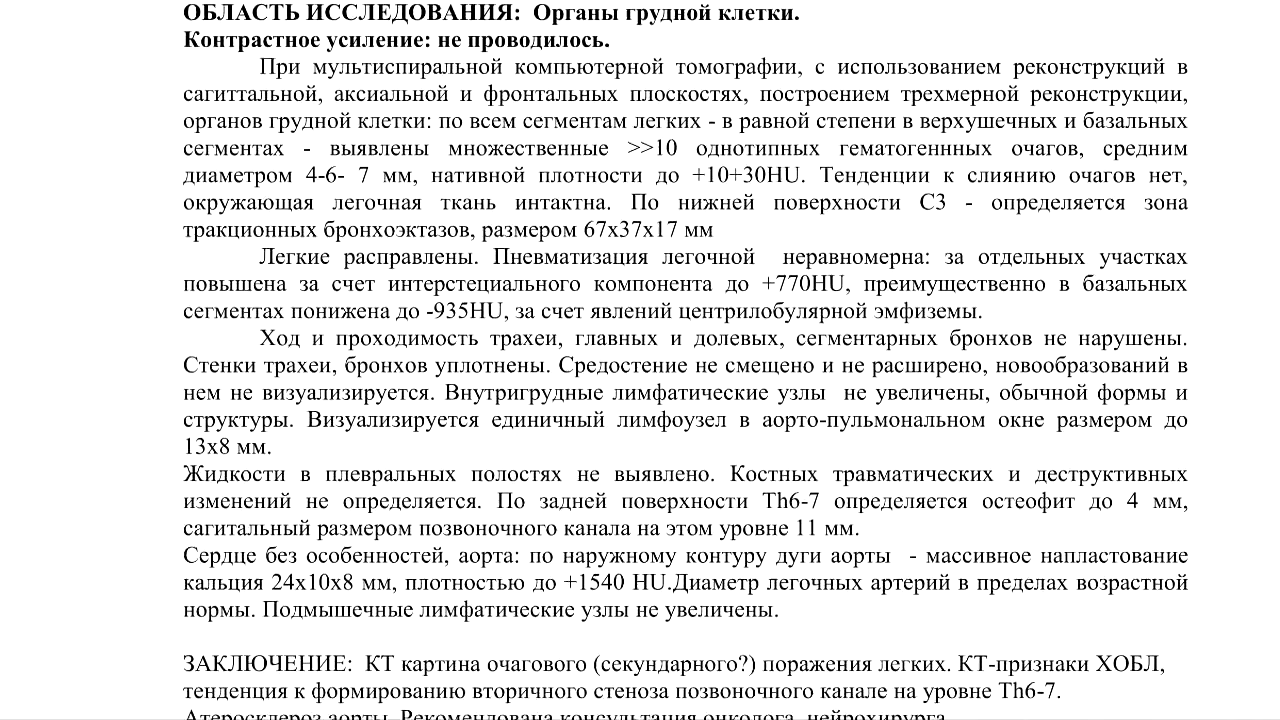 ОБЛАСТЬ ИССЛЕДОВАНИЯ: Органы грудной клетки.
Контрастное усиление: не проводилось.
При мультиспиральной компьютерной томографии, с использованием реконструкций в
сагиттальной, аксиальной и фронтальных плоскостях, построением трехмерной реконструкции,
органов грудной клетки: по всем сегментам легких - в равной степени в верхушечных и базальных
сегментах - выявлены множественные >>10 однотипных гематогеннных очагов, средним
диаметром 4-6- 7 мм, нативной плотности до +10+30HU. Тенденции к слиянию очагов нет,
окружающая легочная ткань интактна. По нижней поверхности С3 - определяется зона
тракционных бронхоэктазов, размером 67х37х17 мм
Легкие расправлены. Пневматизация легочной неравномерна: за отдельных участках
повышена за счет интерстециального компонента до +770HU, преимущественно в базальных
сегментах понижена до -935HU, за счет явлений центрилобулярной эмфиземы.
Ход и проходимость трахеи, главных и долевых, сегментарных бронхов не нарушены.
Стенки трахеи, бронхов уплотнены. Средостение не смещено и не расширено, новообразований в
нем не визуализируется. Внутригрудные лимфатические узлы не увеличены, обычной формы и
структуры. Визуализируется единичный лимфоузел в аорто-пульмональном окне размером до
13х8 мм.
Жидкости в плевральных полостях не выявлено. Костных травматических и деструктивных
изменений не определяется. По задней поверхности Th6-7 определяется остеофит до 4 мм,
сагитальный размером позвоночного канала на этом уровне 11 мм.
Сердце без особенностей, аорта: по наружному контуру дуги аорты - массивное напластование
кальция 24х10х8 мм, плотностью до +1540 HU.Диаметр легочных артерий в пределах возрастной
нормы. Подмышечные лимфатические узлы не увеличены.
ЗАКЛЮЧЕНИЕ: КТ картина очагового (секундарного?) поражения легких. КТ-признаки ХОБЛ,
тенденция к формированию вторичного стеноза позвоночного канале на уровне Th6-7.
Атеросклероз аорты. Рекомендована консультация онколога, нейрохирурга